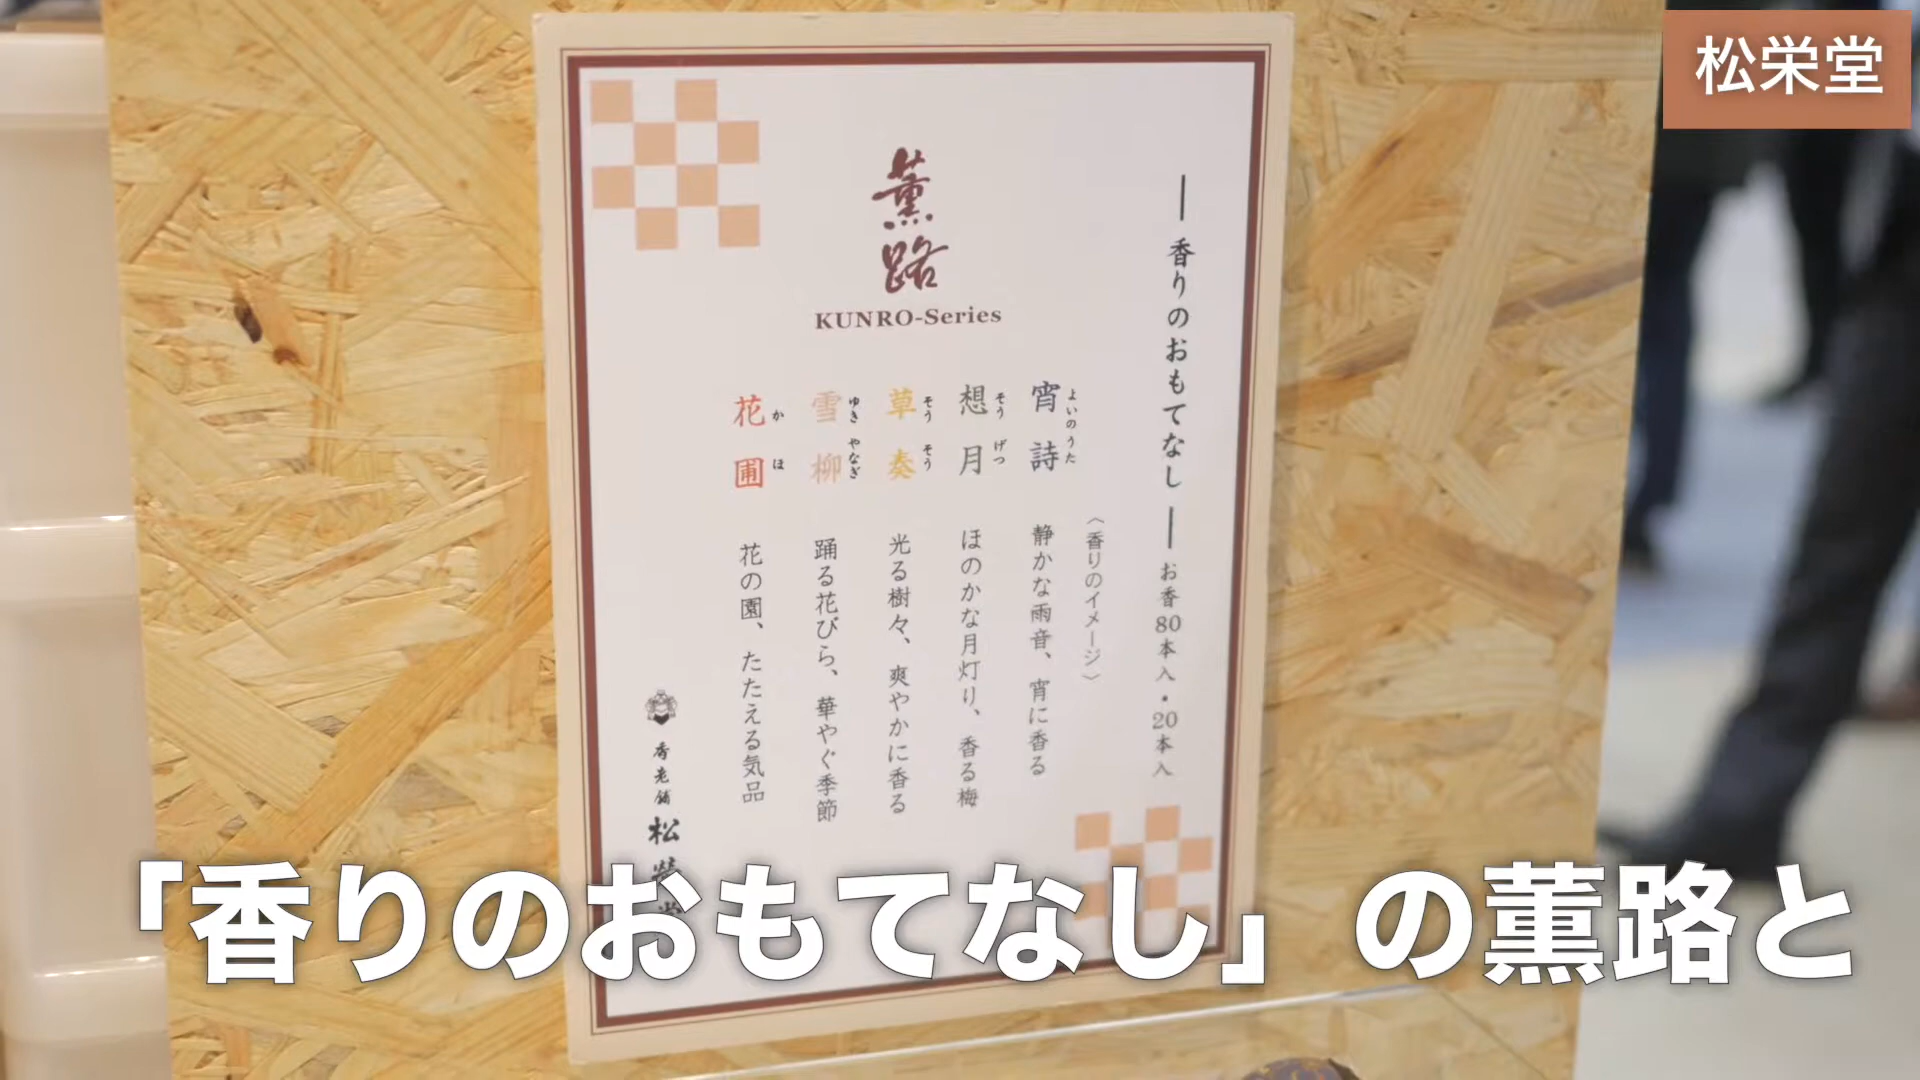 松栄堂
薫路
KUNRO-Series
― 香りのおもてなし ― お香80本入・20本入
〈香りのイメージ〉
宵詩 よいのうた 静かな雨音、宵に香る
想月 そうげつ ほのかな月灯り、香る梅
草奏 そうそう 光る樹々、爽やかに香る
雪柳 ゆきやなぎ 踊る花びら、華やぐ季節
花圃 かほ 花の園、たたえる気品
香老舗 松榮堂
「香りのおもてなし」の薫路と